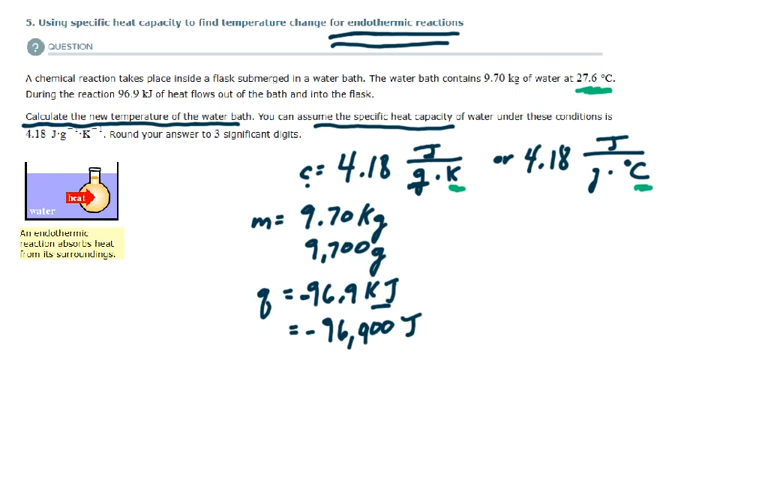 5. Using specific heat capacity to find temperature change for endothermic reactions
? QUESTION
A chemical reaction takes place inside a flask submerged in a water bath. The water bath contains 9.70 kg of water at 27.6 °C.
During the reaction 96.9 kJ of heat flows out of the bath and into the flask.
Calculate the new temperature of the water bath. You can assume the specific heat capacity of water under these conditions is
4.18 J·g⁻¹·K⁻¹. Round your answer to 3 significant digits.
c = 4.18 J/g·K or 4.18 J/g·°C
heat
water
m = 9.70 kg
9,700 g
An endothermic
reaction absorbs heat
from its surroundings.
q = -96.9 KJ
= -96,900 J